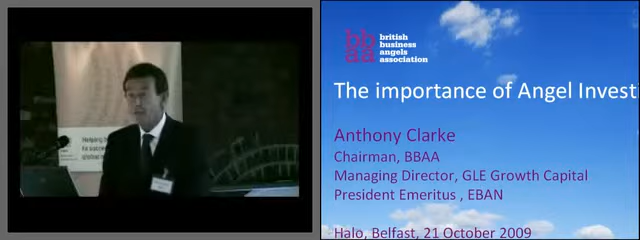 british
business
angels
association
The importance of Angel Invest
Anthony Clarke
Chairman, BBAA
Managing Director, GLE Growth Capital
President Emeritus , EBAN
Halo, Belfast, 21 October 2009